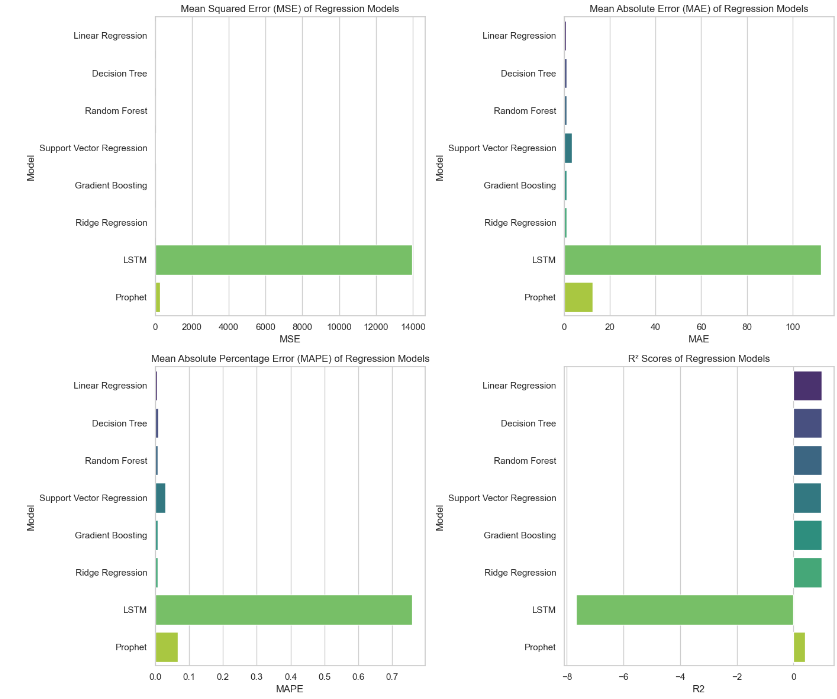 Mean Squared Error (MSE) of Regression Models
Model
Linear Regression
Decision Tree
Random Forest
Support Vector Regression
Gradient Boosting
Ridge Regression
LSTM
Prophet
0 2000 4000 6000 8000 10000 12000 14000
MSE
Mean Absolute Error (MAE) of Regression Models
Model
Linear Regression
Decision Tree
Random Forest
Support Vector Regression
Gradient Boosting
Ridge Regression
LSTM
Prophet
0 20 40 60 80 100
MAE
Mean Absolute Percentage Error (MAPE) of Regression Models
Model
Linear Regression
Decision Tree
Random Forest
Support Vector Regression
Gradient Boosting
Ridge Regression
LSTM
Prophet
0.0 0.1 0.2 0.3 0.4 0.5 0.6 0.7
MAPE
R² Scores of Regression Models
Model
Linear Regression
Decision Tree
Random Forest
Support Vector Regression
Gradient Boosting
Ridge Regression
LSTM
Prophet
−8 −6 −4 −2 0
R2